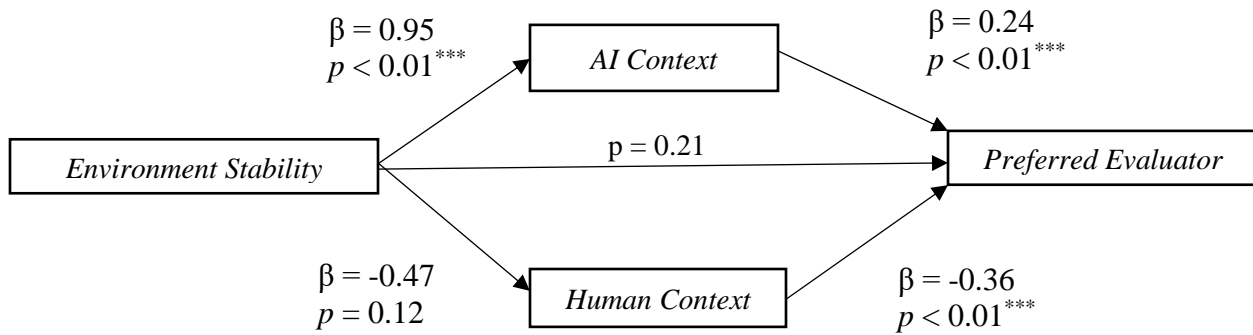 β = 0.95
p < 0.01***
AI Context
β = 0.24
p < 0.01***
Environment Stability
p = 0.21
Preferred Evaluator
β = -0.47
p = 0.12
Human Context
β = -0.36
p < 0.01***